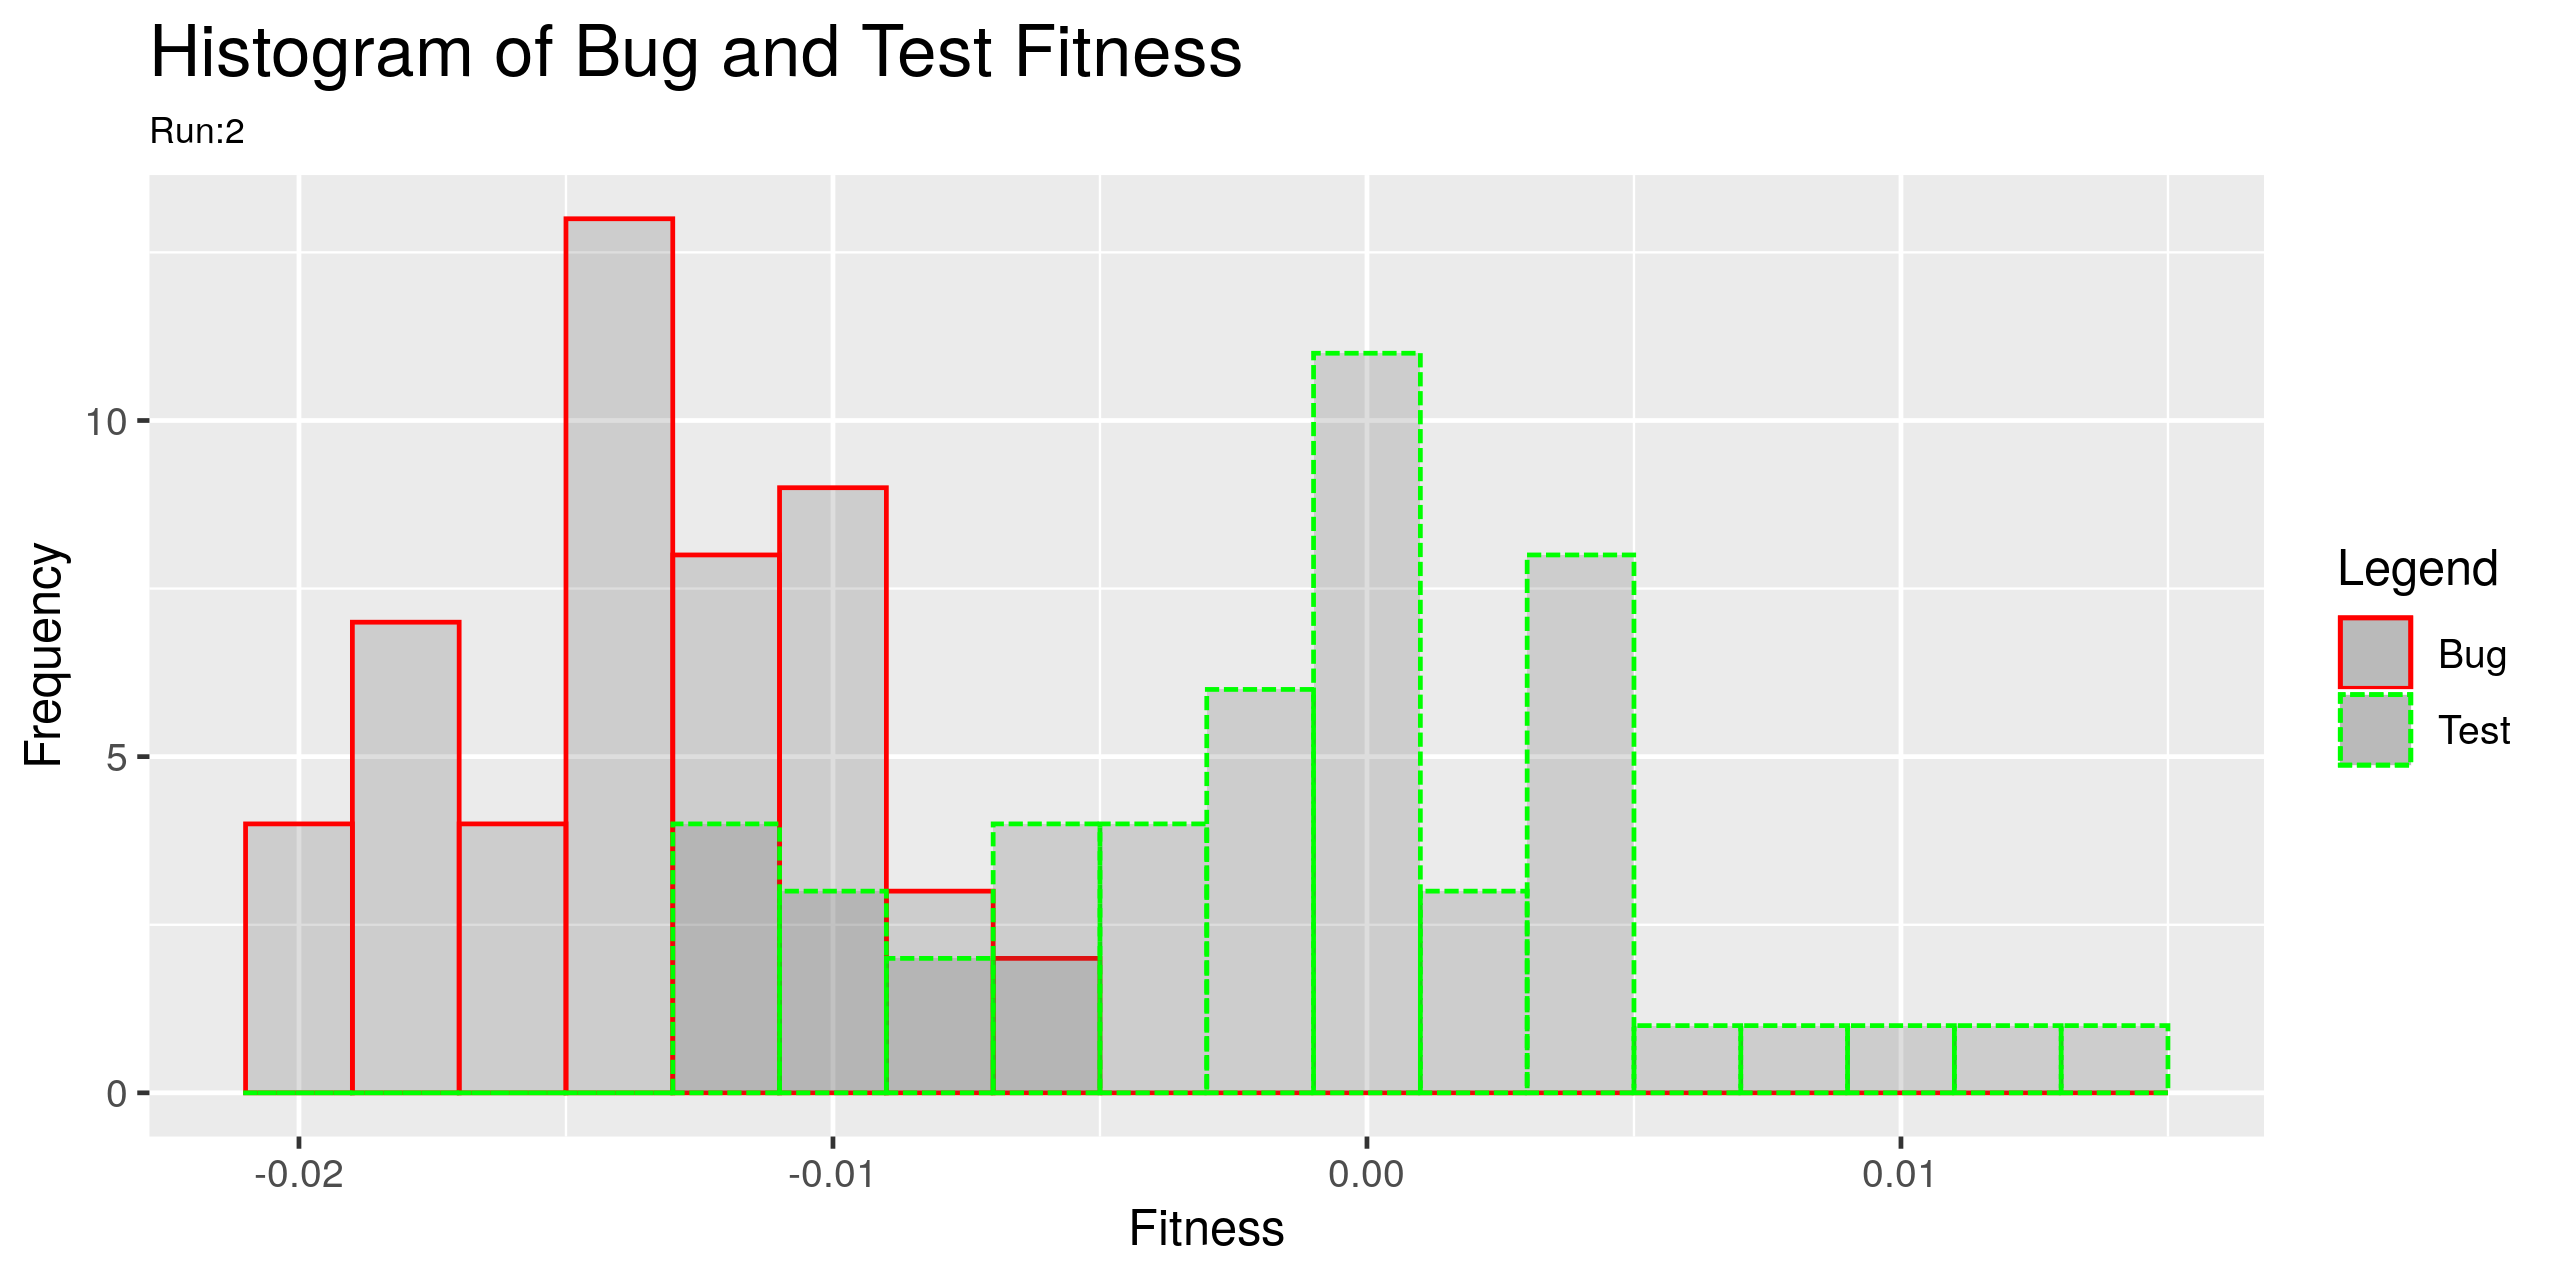 Histogram of Bug and Test Fitness
Run:2
Frequency
10
5
0
-0.02
-0.01
0.00
0.01
Fitness
Legend
Bug
Test